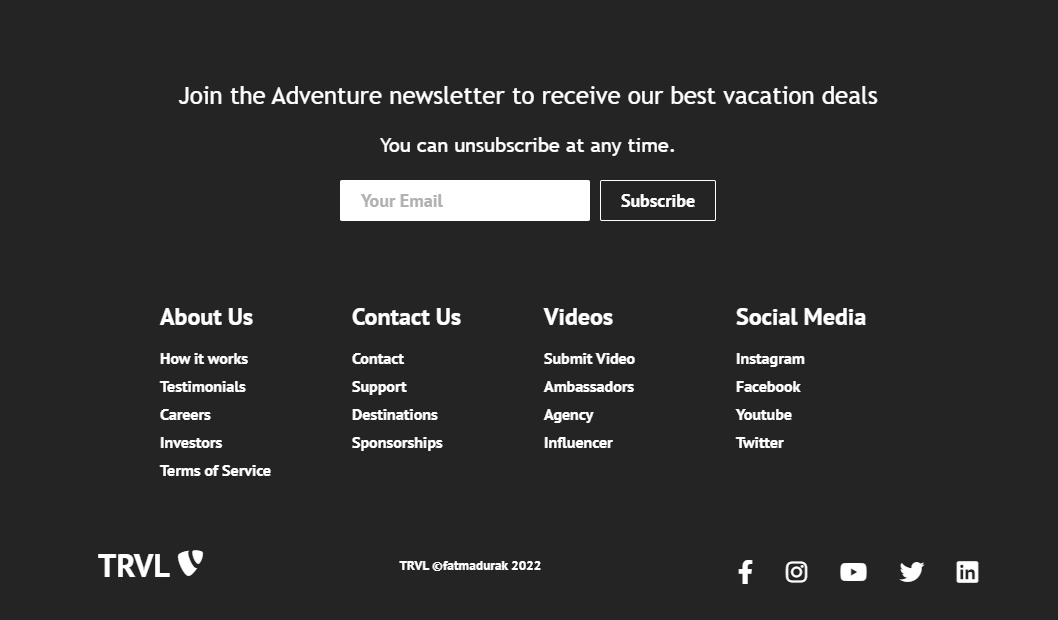 Join the Adventure newsletter to receive our best vacation deals
You can unsubscribe at any time.
Your Email
Subscribe
About Us
How it works
Testimonials
Careers
Investors
Terms of Service
Contact Us
Contact
Support
Destinations
Sponsorships
Videos
Submit Video
Ambassadors
Agency
Influencer
Social Media
Instagram
Facebook
Youtube
Twitter
TRVL
TRVL ©fatmadurak 2022